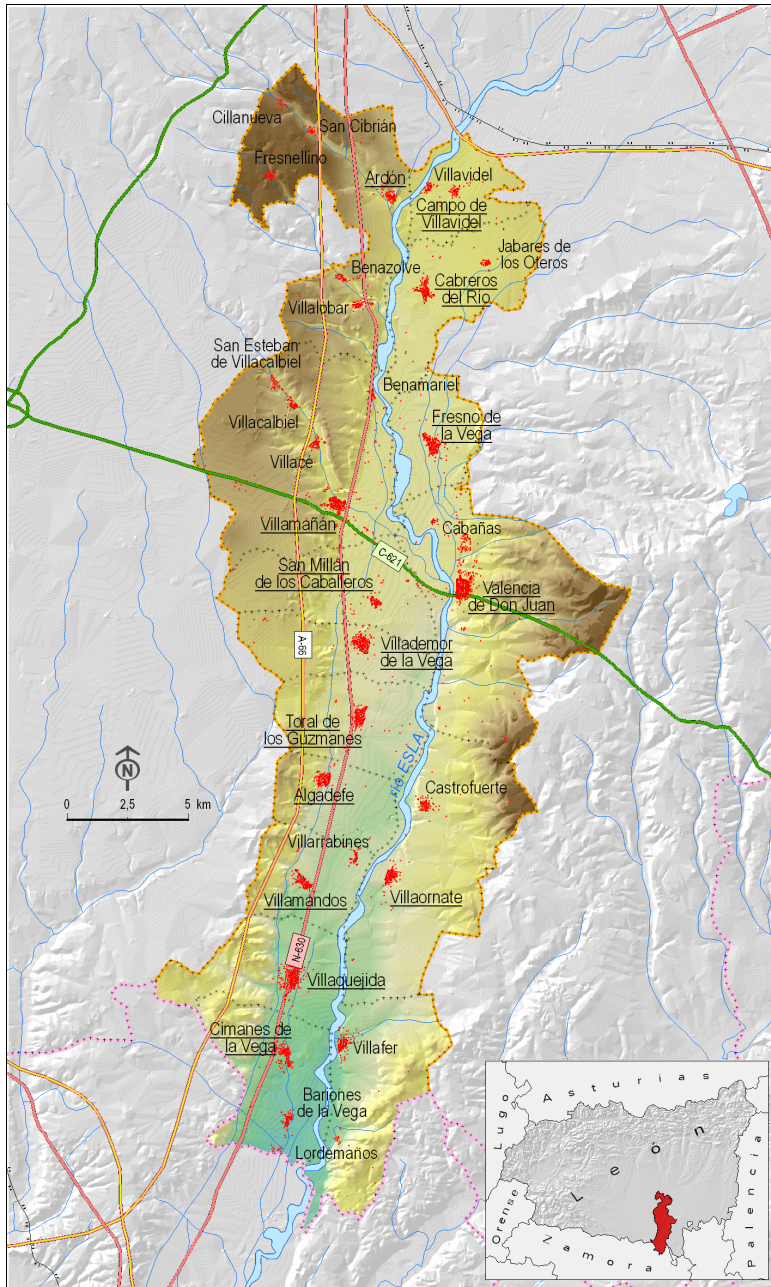 Cillanueva
San Cibrián
Fresnellino
Ardón
Villavidel
Campo de
Villavidel
Jabares de
los Oteros
Benazolve
Cabreros
del Río
Villalobar
San Esteban
de Villacalbiel
Benamariel
Villacalbiel
Fresno de
la Vega
Villacé
Villamañán
Cabañas
C-621
San Millán
de los Caballeros
Valencia
de Don Juan
A-66
Villademor
de la Vega
Toral de
los Guzmanes
río ESLA
N
0 2,5 5 km
Algadefe
Castrofuerte
Villarrabines
Villamandos
Villaornate
N-630
Villaquejida
Cimanes de
la Vega
Villafer
Bariones
de la Vega
Lordemanos
Asturias
Lugo
León
Palencia
Orense
Zamora